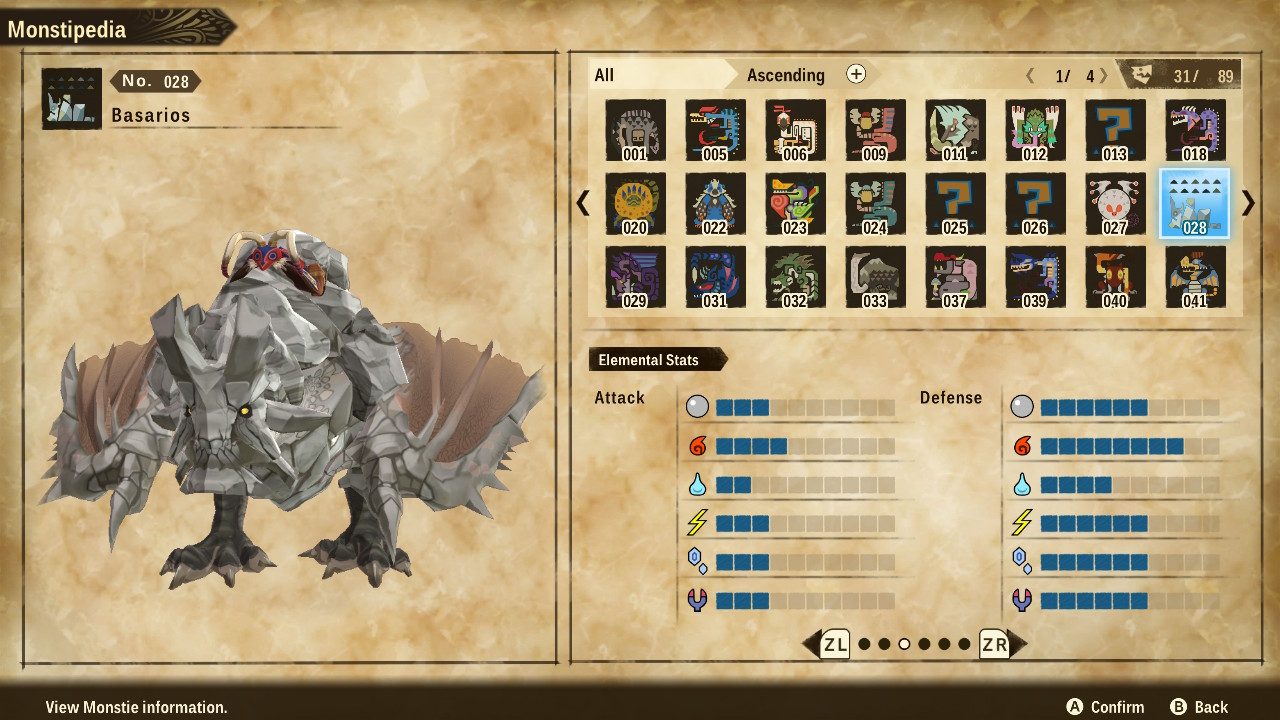 Monstipedia
No. 028
Basarios
All
Ascending
1/ 4
31/ 89
001 005 006 009 011 012 013 018
020 022 023 024 025 026 027 028
029 031 032 033 037 039 040 041
Elemental Stats
Attack
Defense
ZL
ZR
View Monstie information.
A Confirm
B Back